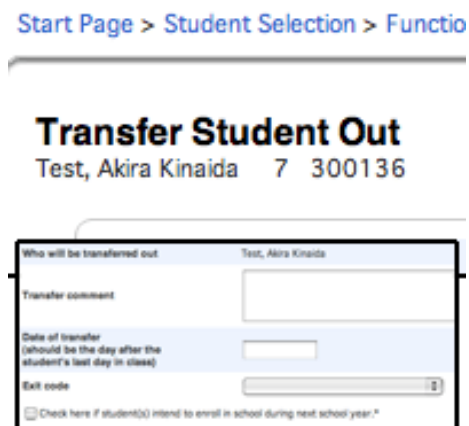 Start Page > Student Selection > Functio
Transfer Student Out
Test, Akira Kinaida 7 300136
Who will be transferred out Test, Akira Kinaida
Transfer comment
Date of transfer
(should be the day after the
student's last day in class)
Exit code
Check here if student(s) intend to enroll in school during next school year.*